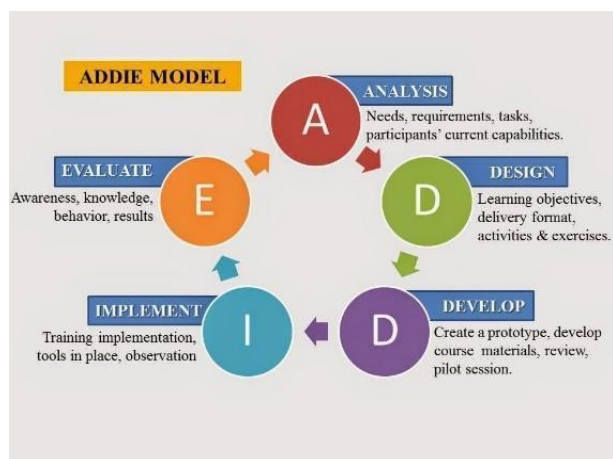 ADDIE MODEL
A
ANALYSIS
Needs, requirements, tasks,
participants' current capabilities.
D
DESIGN
Learning objectives,
delivery format,
activities & exercises.
D
DEVELOP
Create a prototype, develop
course materials, review,
pilot session.
I
IMPLEMENT
Training implementation,
tools in place, observation
E
EVALUATE
Awareness, knowledge,
behavior, results